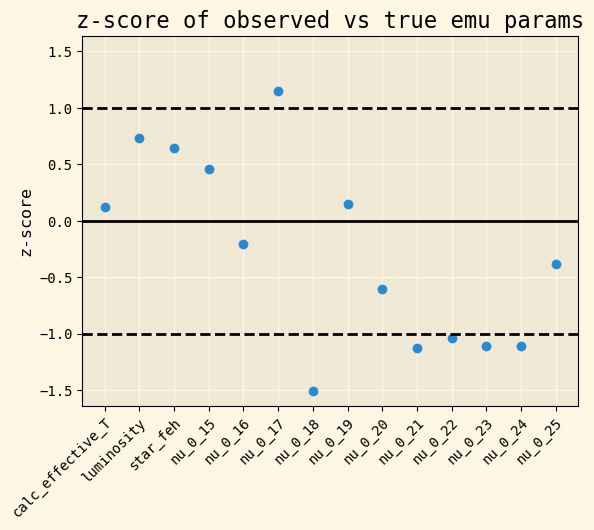 z-score of observed vs true emu params
z-score
1.5
1.0
0.5
0.0
−0.5
−1.0
−1.5
calc_effective_T
luminosity
star_feh
nu_0_15
nu_0_16
nu_0_17
nu_0_18
nu_0_19
nu_0_20
nu_0_21
nu_0_22
nu_0_23
nu_0_24
nu_0_25